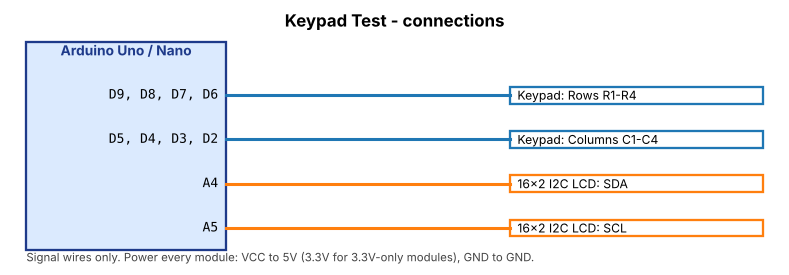 Keypad Test - connections
Arduino Uno / Nano
D9, D8, D7, D6
Keypad: Rows R1-R4
D5, D4, D3, D2
Keypad: Columns C1-C4
A4
16×2 I2C LCD: SDA
A5
16×2 I2C LCD: SCL
Signal wires only. Power every module: VCC to 5V (3.3V for 3.3V-only modules), GND to GND.